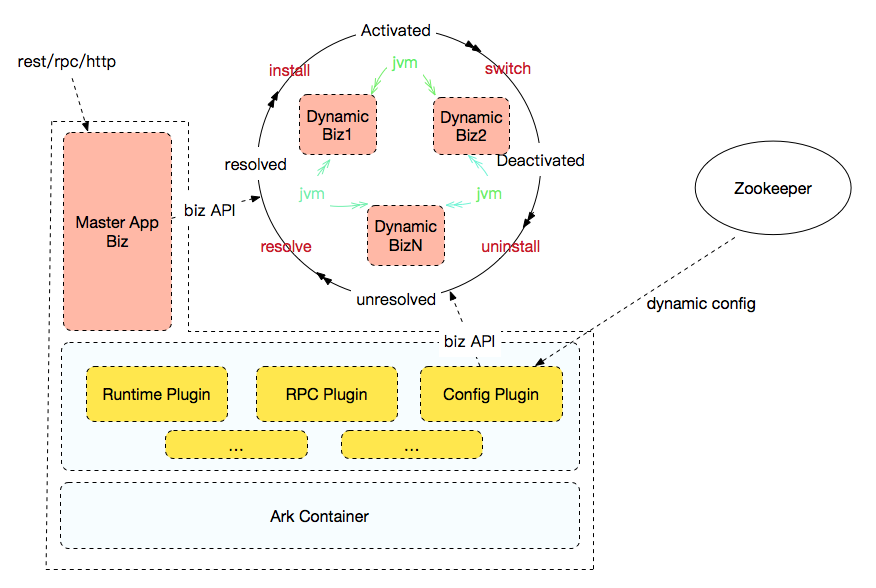 Activated
rest/rpc/http
jvm
install
switch
Dynamic
Biz1
Dynamic
Biz2
resolved
Deactivated
Zookeeper
jvm
jvm
biz API
Master App
Biz
Dynamic
BizN
resolve
uninstall
unresolved
dynamic config
biz API
Runtime Plugin
RPC Plugin
Config Plugin
...
...
Ark Container